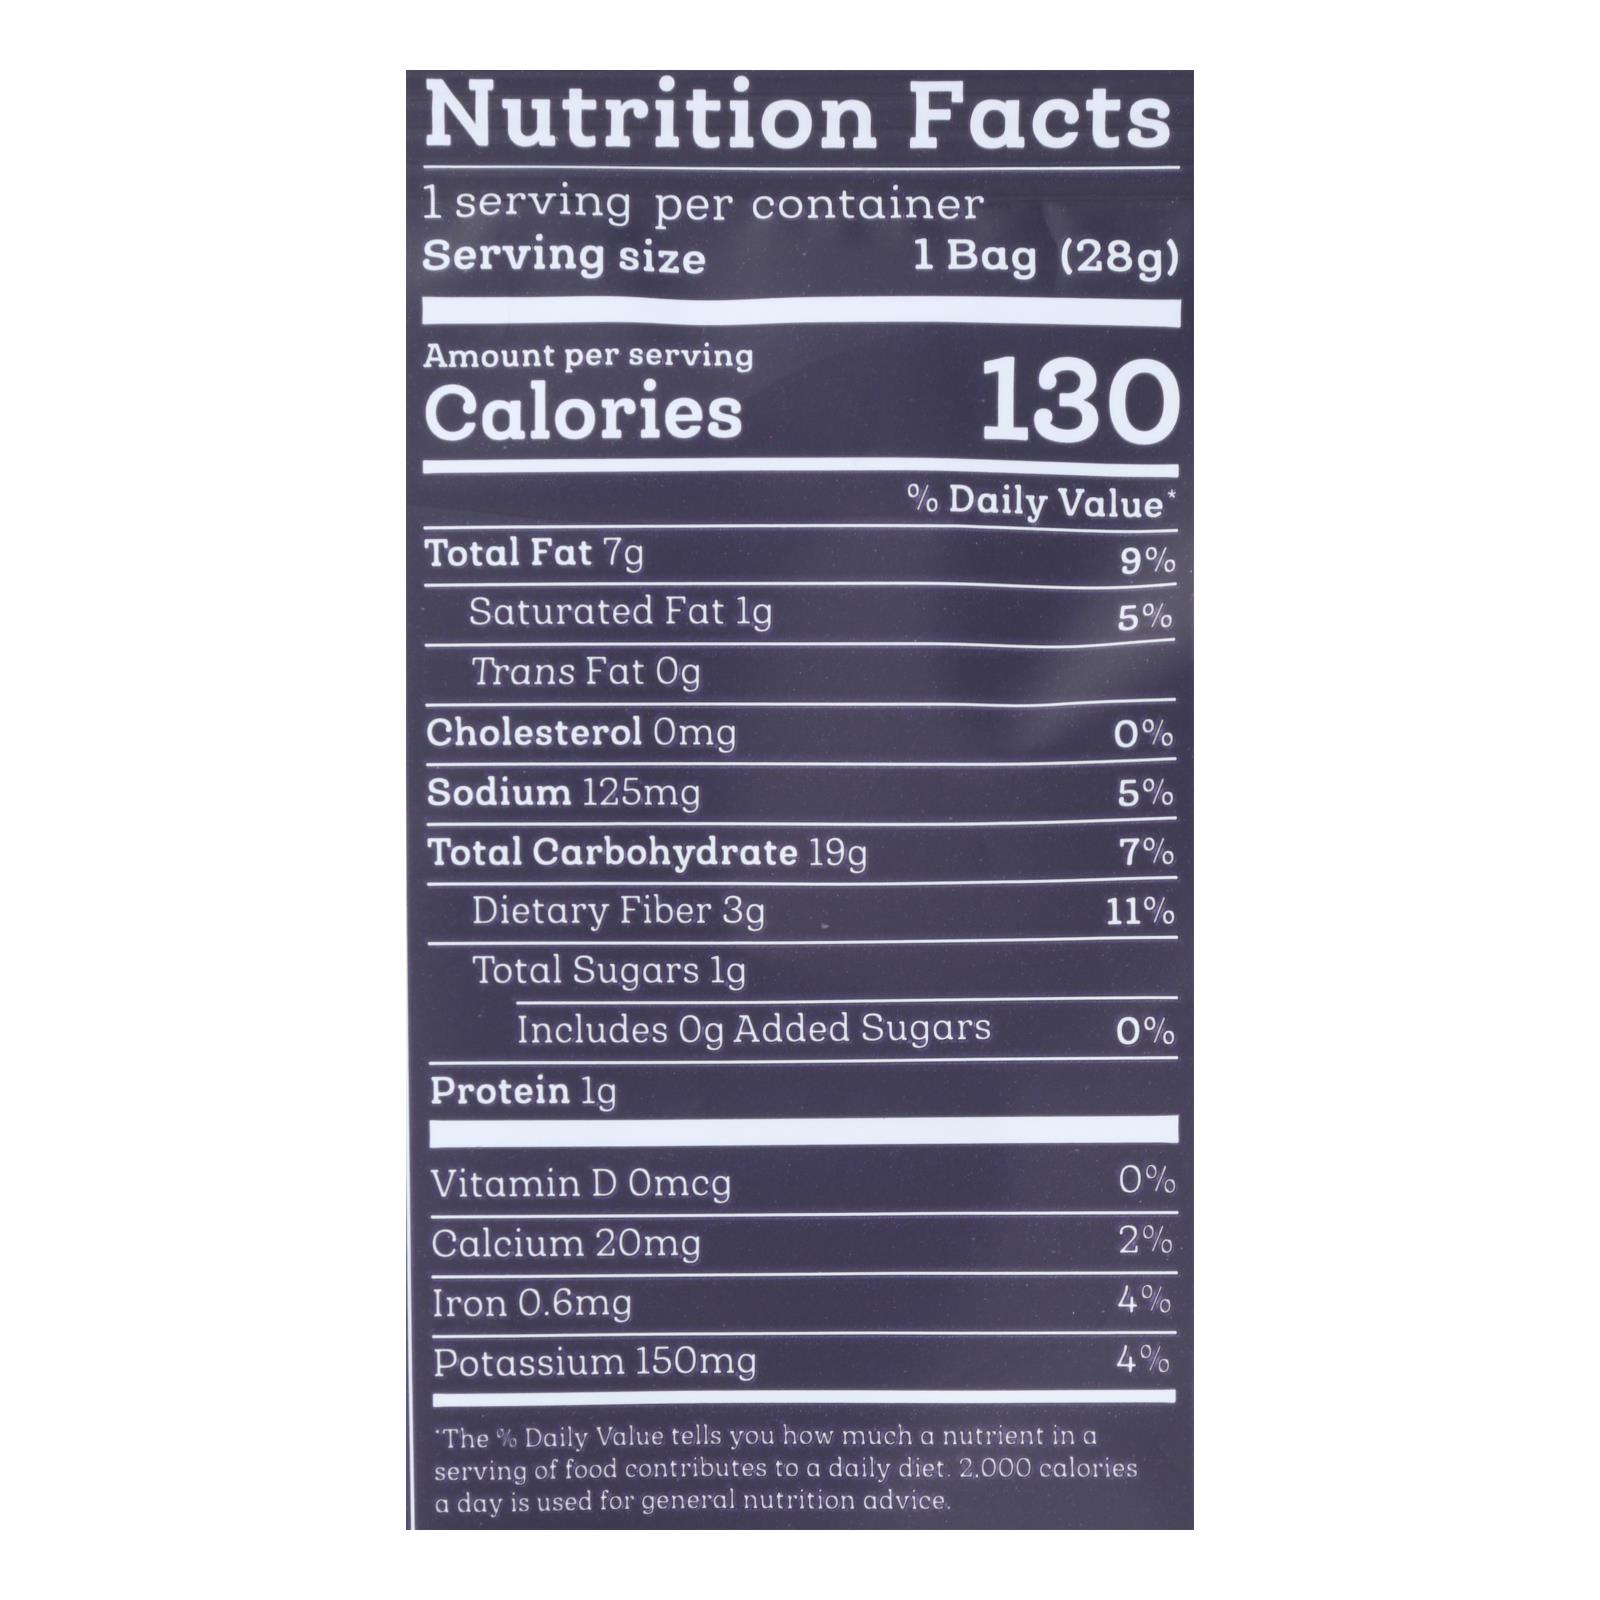 Nutrition Facts
1 serving per container
Serving size 1 Bag (28g)
Amount per serving
Calories 130
% Daily Value*
Total Fat 7g 9%
Saturated Fat 1g 5%
Trans Fat 0g
Cholesterol 0mg 0%
Sodium 125mg 5%
Total Carbohydrate 19g 7%
Dietary Fiber 3g 11%
Total Sugars 1g
Includes 0g Added Sugars 0%
Protein 1g
Vitamin D 0mcg 0%
Calcium 20mg 2%
Iron 0.6mg 4%
Potassium 150mg 4%
*The % Daily Value tells you how much a nutrient in a
serving of food contributes to a daily diet. 2,000 calories
a day is used for general nutrition advice.